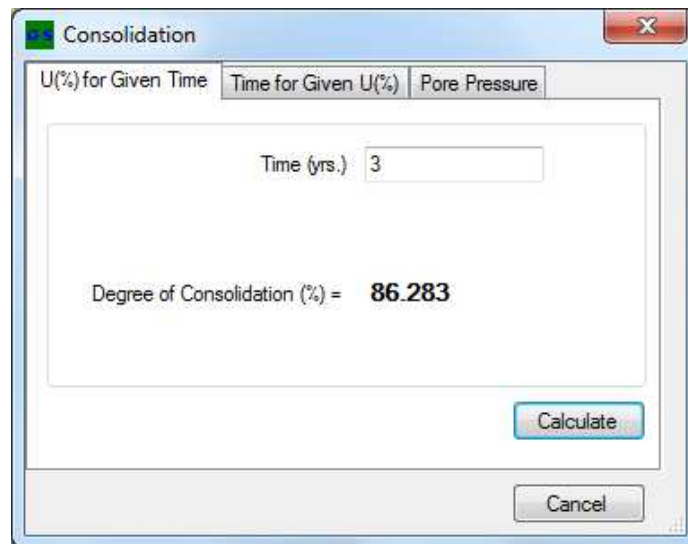 GS Consolidation
U(%) for Given Time Time for Given U(%) Pore Pressure
Time (yrs.) 3
Degree of Consolidation (%) = 86.283
Calculate
Cancel